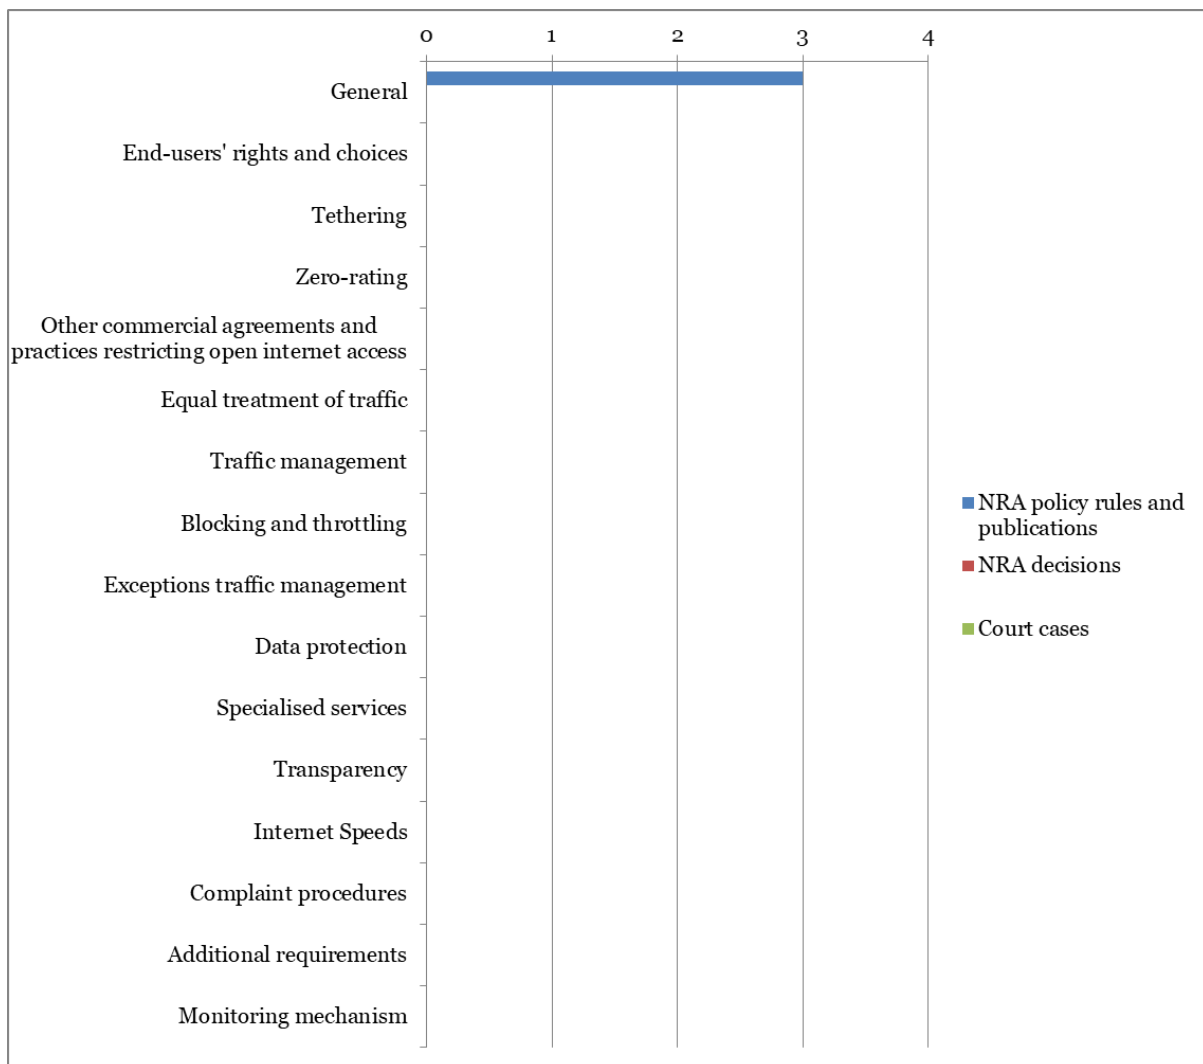 0 1 2 3 4
General
End-users' rights and choices
Tethering
Zero-rating
Other commercial agreements and
practices restricting open internet access
Equal treatment of traffic
Traffic management
Blocking and throttling
Exceptions traffic management
Data protection
Specialised services
Transparency
Internet Speeds
Complaint procedures
Additional requirements
Monitoring mechanism
NRA policy rules and
publications
NRA decisions
Court cases